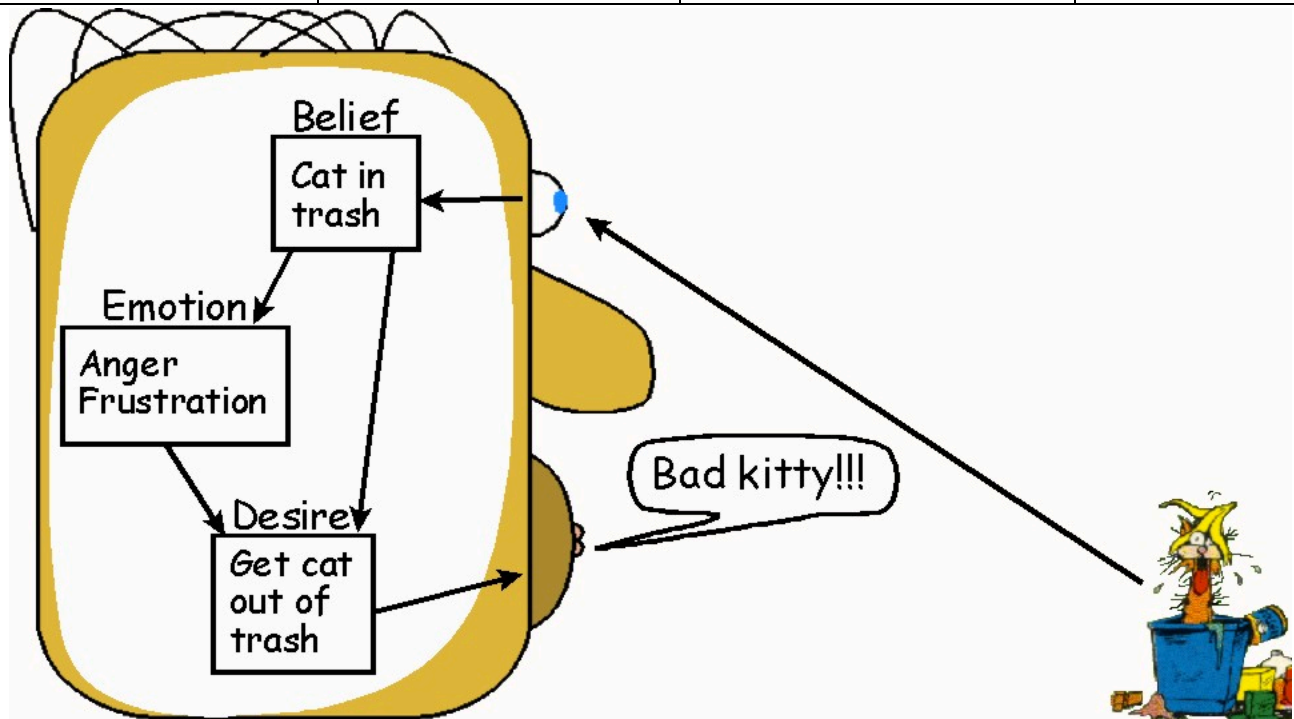 Belief
Cat in
trash
Emotion
Anger
Frustration
Bad kitty!!!
Desire
Get cat
out of
trash